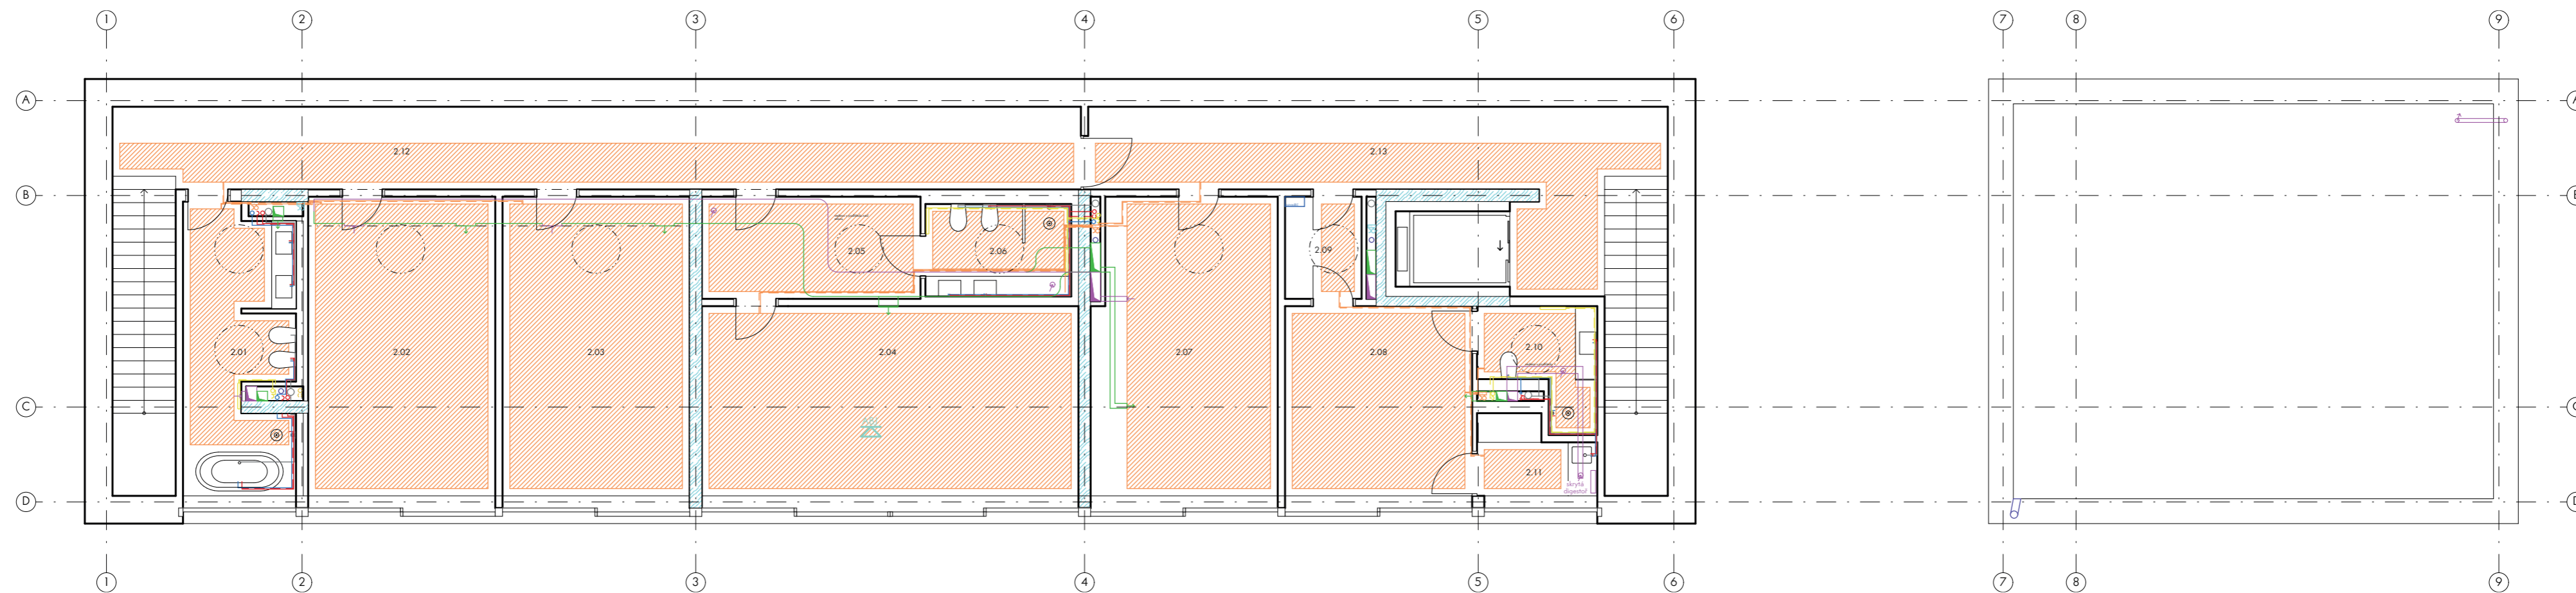 1 2 3 4 5 6 7 8 9
A A
2.12 2.13
B B
2.05 2.06 2.09
2.01 2.02 2.03 2.04 2.07 2.08 2.10
C C
2.11
skrytá
digestoř
D D
1 2 3 4 5 6 7 8 9